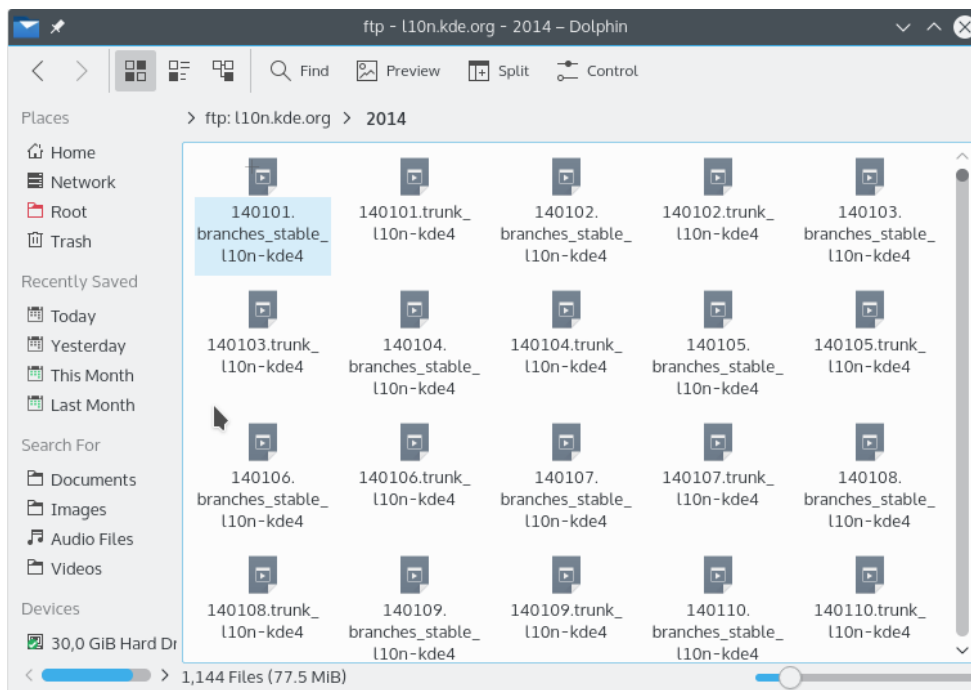 ftp - l10n.kde.org - 2014 – Dolphin
Find Preview Split Control
Places
Home
Network
Root
Trash
Recently Saved
Today
Yesterday
This Month
Last Month
Search For
Documents
Images
Audio Files
Videos
Devices
30,0 GiB Hard Dr
> ftp: l10n.kde.org > 2014
140101.
branches_stable_
l10n-kde4
140101.trunk_
l10n-kde4
140102.
branches_stable_
l10n-kde4
140102.trunk_
l10n-kde4
140103.
branches_stable_
l10n-kde4
140103.trunk_
l10n-kde4
140104.
branches_stable_
l10n-kde4
140104.trunk_
l10n-kde4
140105.
branches_stable_
l10n-kde4
140105.trunk_
l10n-kde4
140106.
branches_stable_
l10n-kde4
140106.trunk_
l10n-kde4
140107.
branches_stable_
l10n-kde4
140107.trunk_
l10n-kde4
140108.
branches_stable_
l10n-kde4
140108.trunk_
l10n-kde4
140109.
branches_stable_
l10n-kde4
140109.trunk_
l10n-kde4
140110.
branches_stable_
l10n-kde4
140110.trunk_
l10n-kde4
1,144 Files (77.5 MiB)